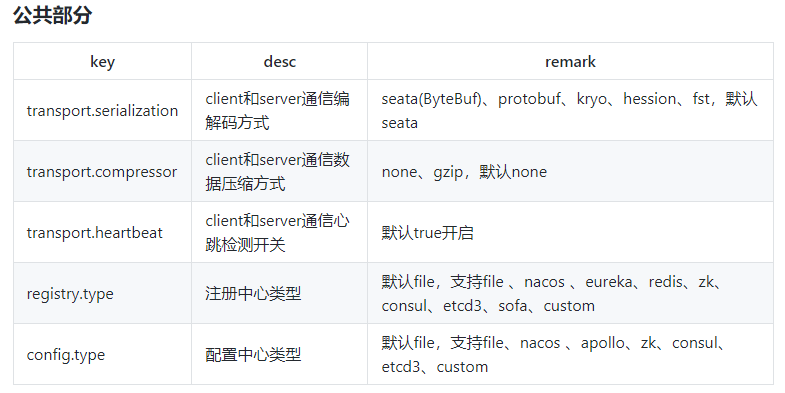 公共部分
key desc remark
transport.serialization
client和server通信编
解码方式
seata(ByteBuf)、protobuf、kryo、hession、fst，默认
seata
transport.compressor
client和server通信数
据压缩方式
none、gzip，默认none
transport.heartbeat
client和server通信心
跳检测开关
默认true开启
registry.type
注册中心类型
默认file，支持file 、nacos 、eureka、redis、zk、
consul、etcd3、sofa、custom
config.type
配置中心类型
默认file，支持file、nacos 、apollo、zk、consul、
etcd3、custom